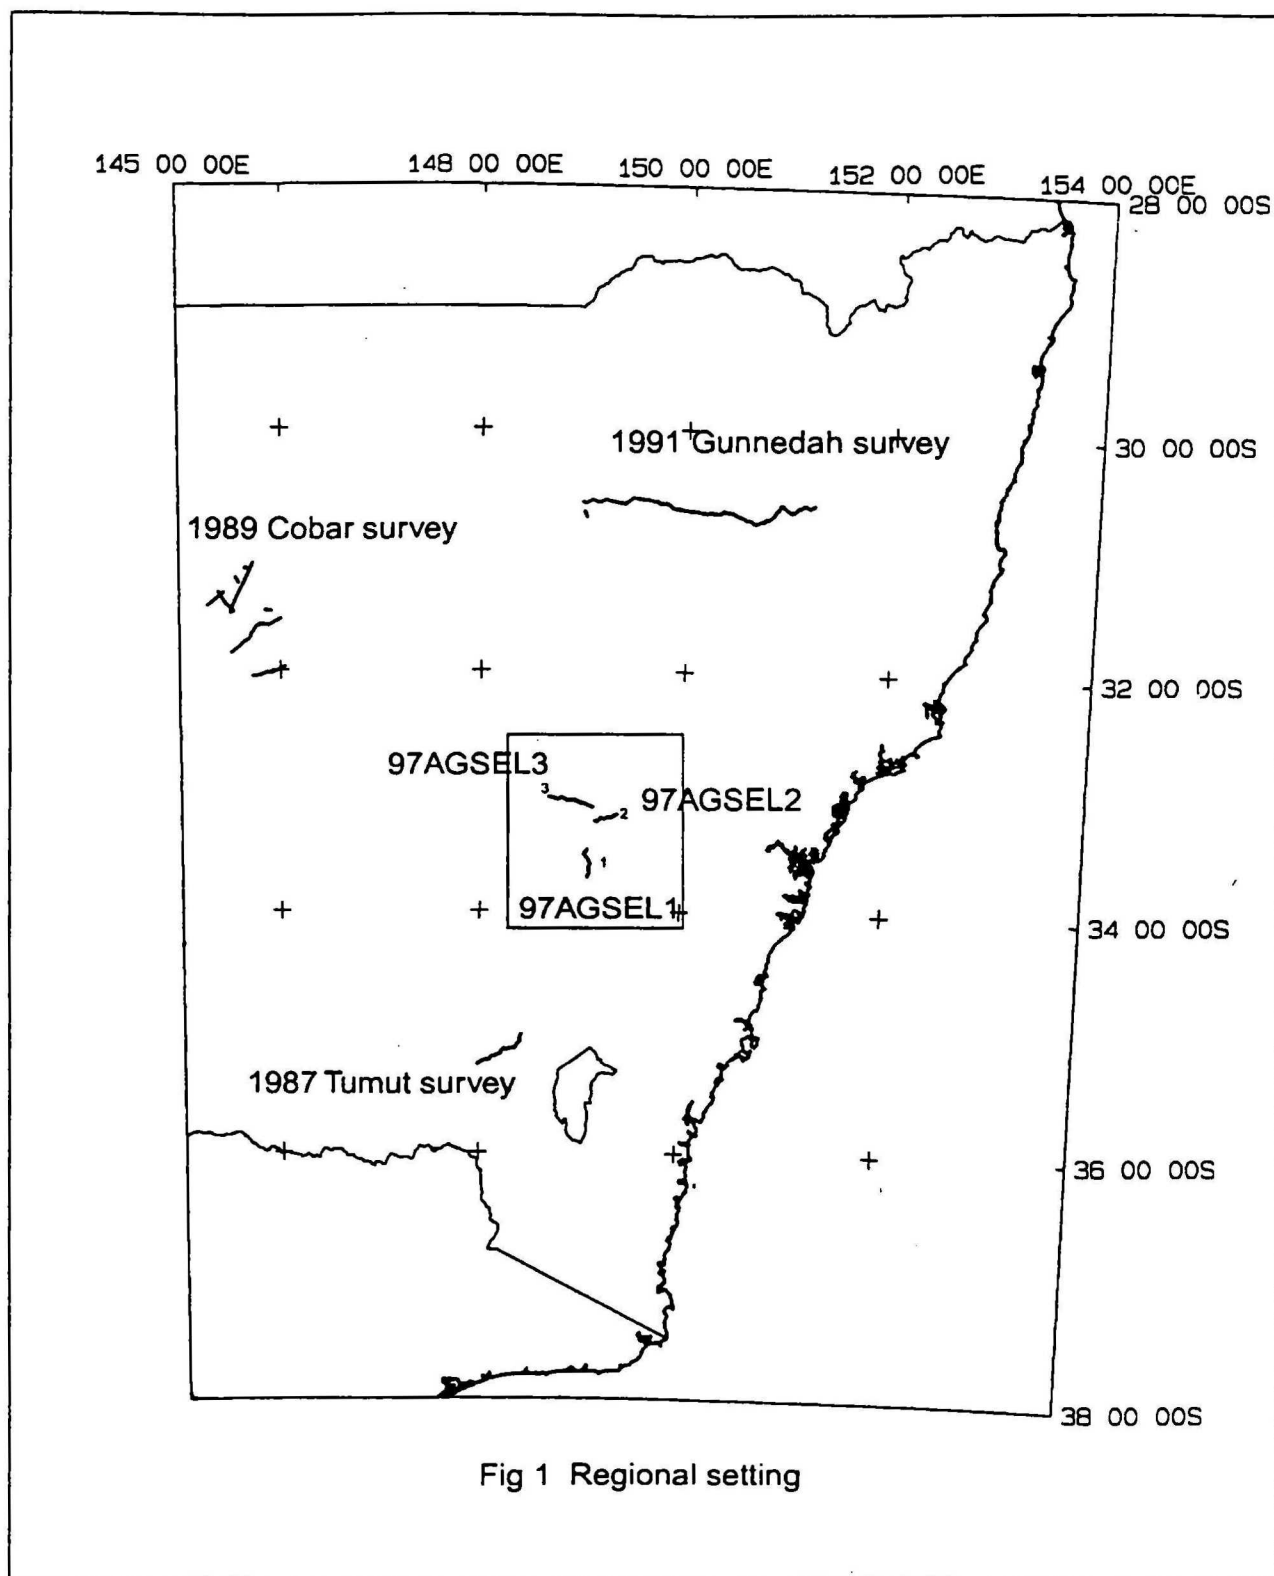 145 00 00E 148 00 00E 150 00 00E 152 00 00E 154 00 00E
28 00 00S
1991 Gunnedah survey
30 00 00S
1989 Cobar survey
32 00 00S
97AGSEL3
3
97AGSEL2
2
1
97AGSEL1
34 00 00S
1987 Tumut survey
36 00 00S
38 00 00S
Fig 1 Regional setting